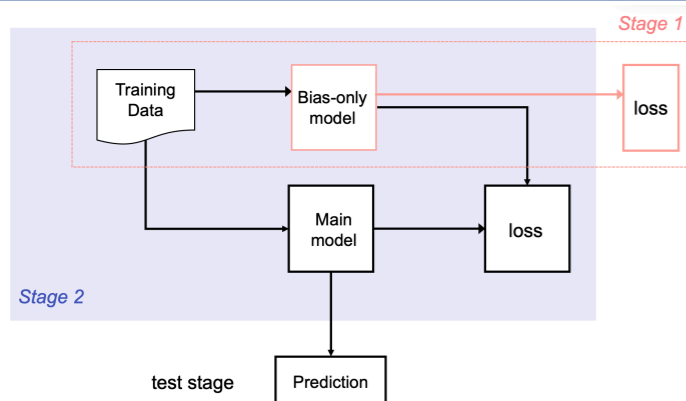 Stage 1
Training
Data
Bias-only
model
loss
Main
model
loss
Stage 2
test stage
Prediction